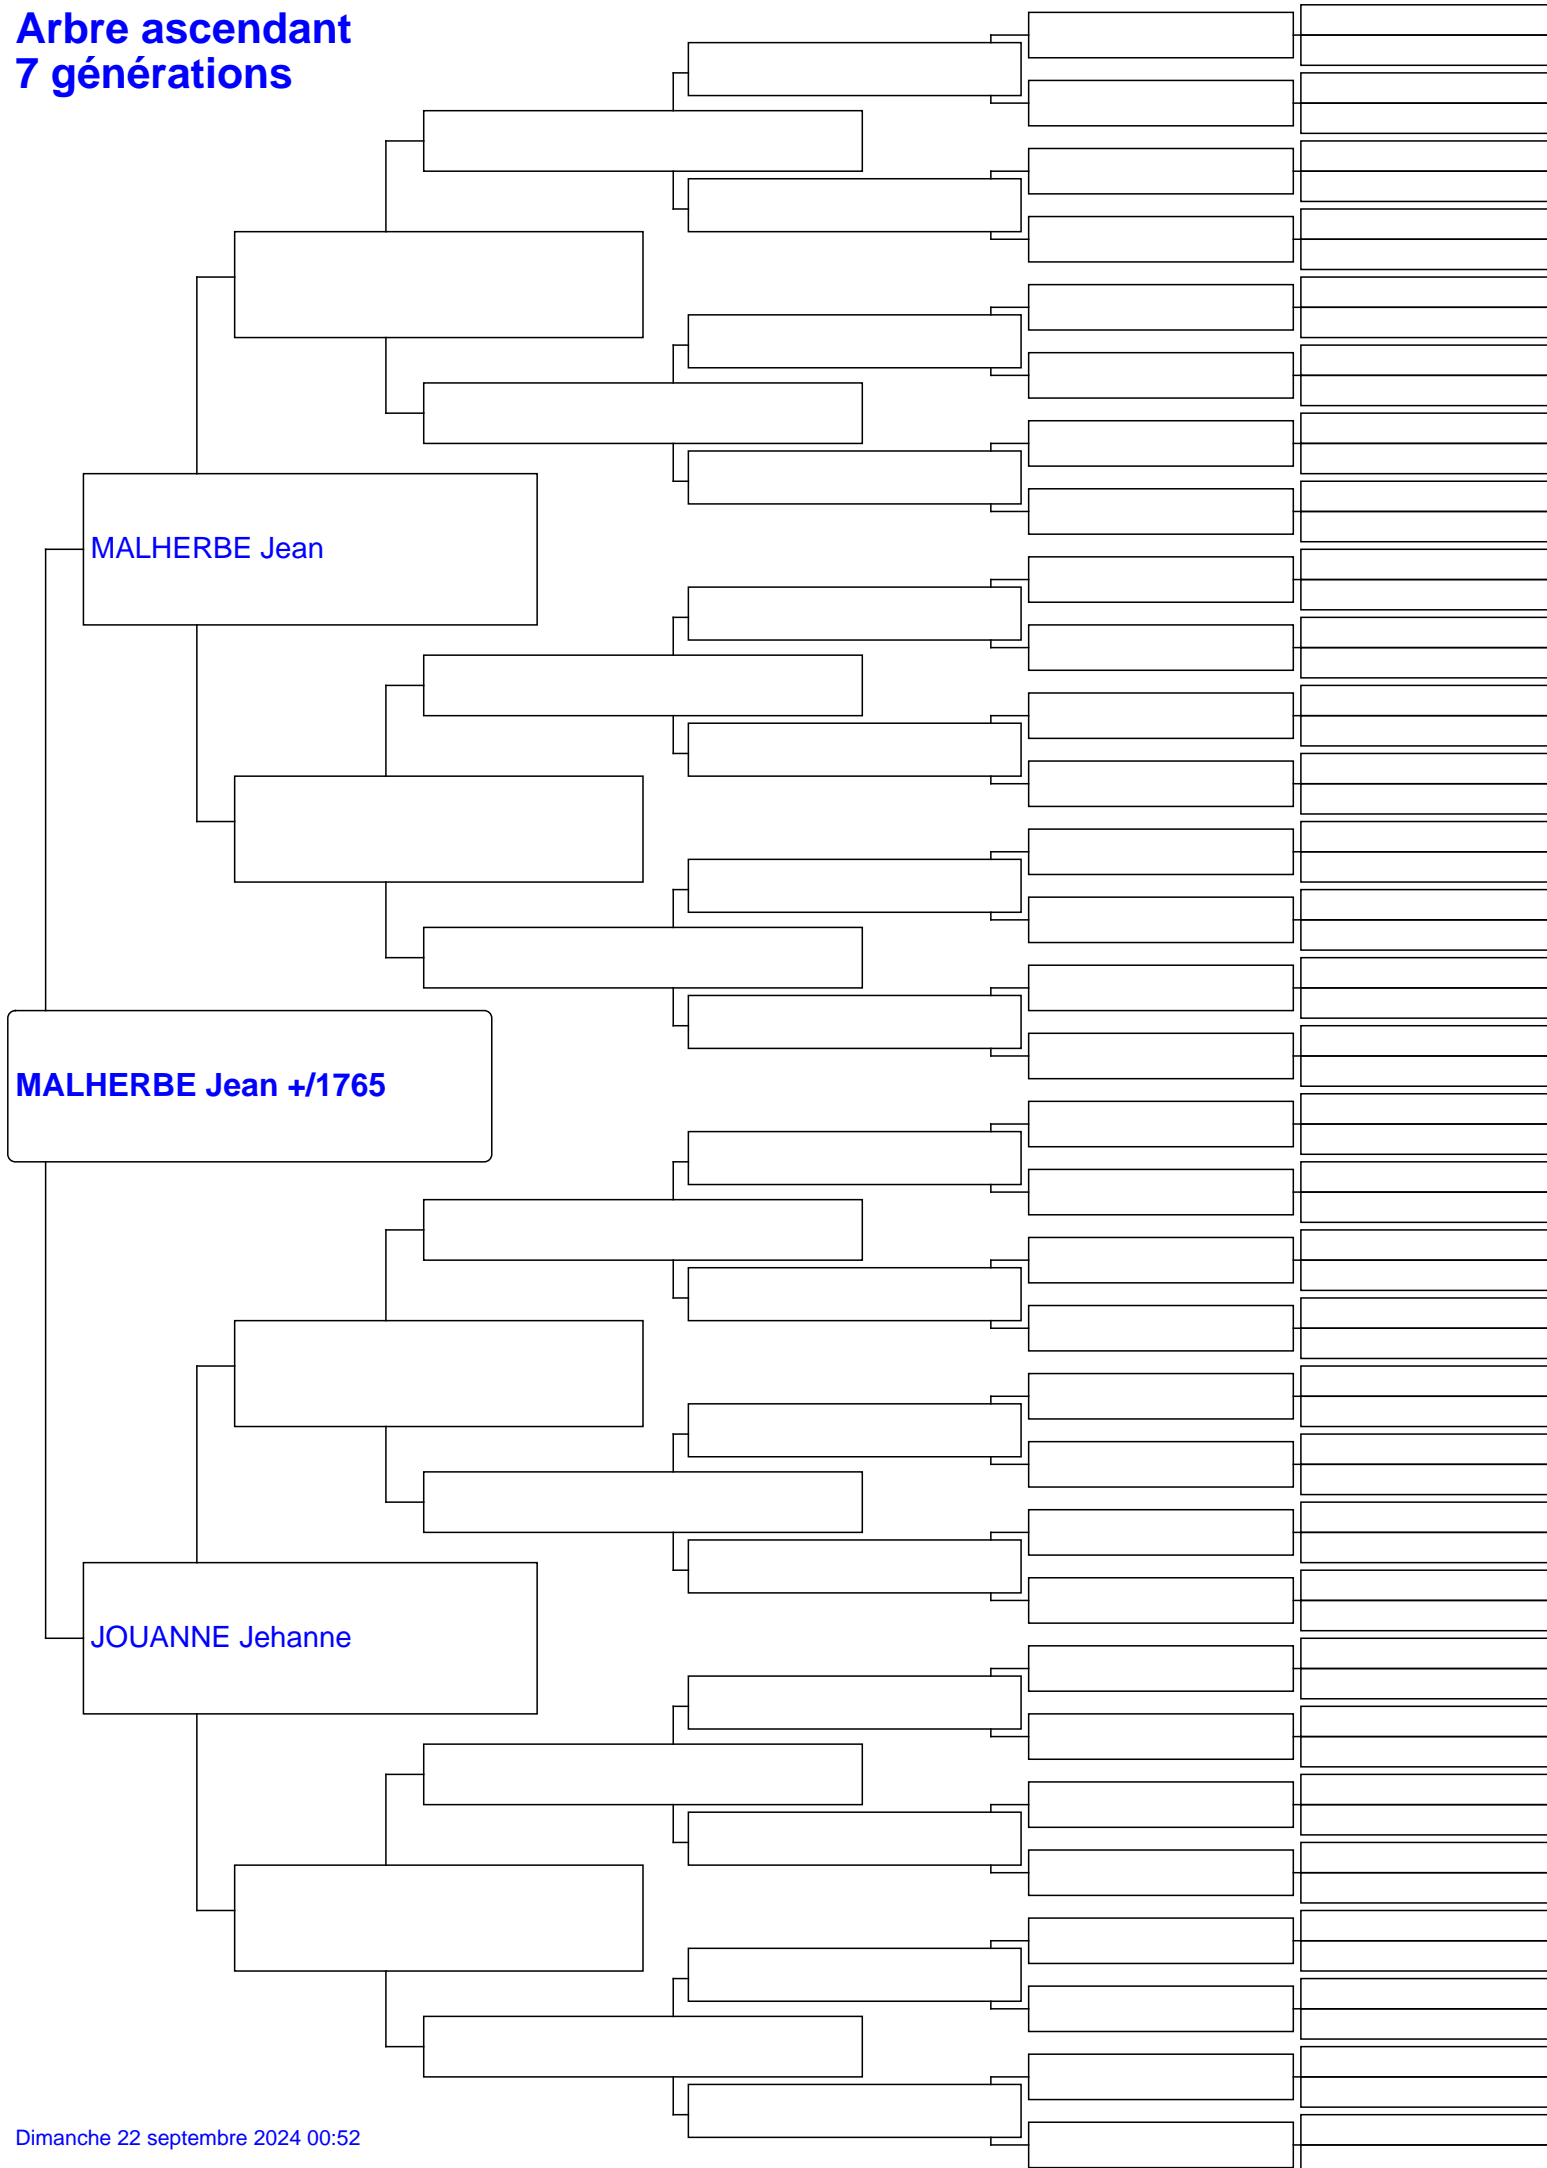 Arbre ascendant
7 générations
MALHERBE Jean
MALHERBE Jean +/1765
JOUANNE Jehanne
Dimanche 22 septembre 2024 00:52